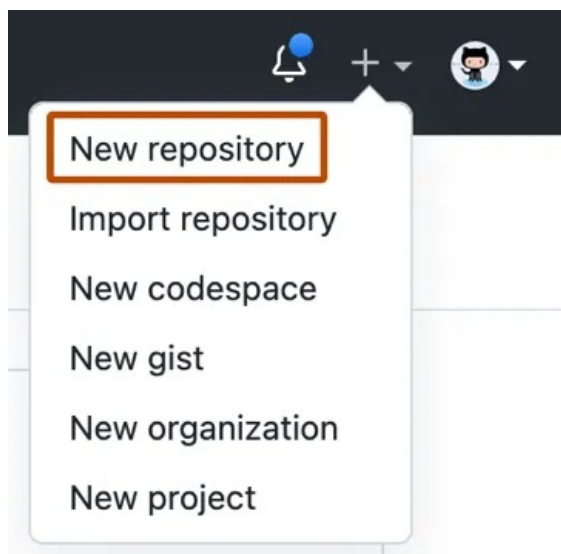 New repository
Import repository
New codespace
New gist
New organization
New project